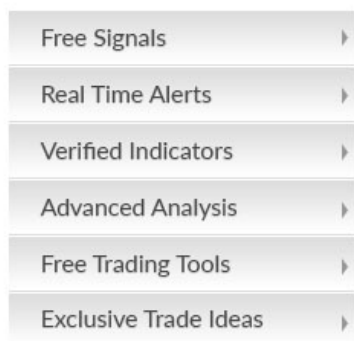 Free Signals
Real Time Alerts
Verified Indicators
Advanced Analysis
Free Trading Tools
Exclusive Trade Ideas